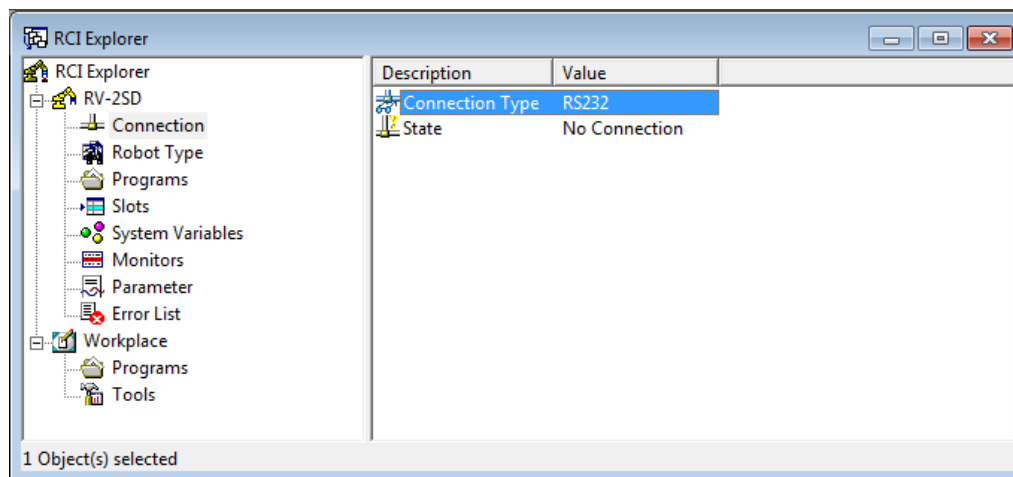 RCI Explorer
RCI Explorer
RV-2SD
Connection
Robot Type
Programs
Slots
System Variables
Monitors
Parameter
Error List
Workplace
Programs
Tools
Description Value
Connection Type RS232
State No Connection
1 Object(s) selected